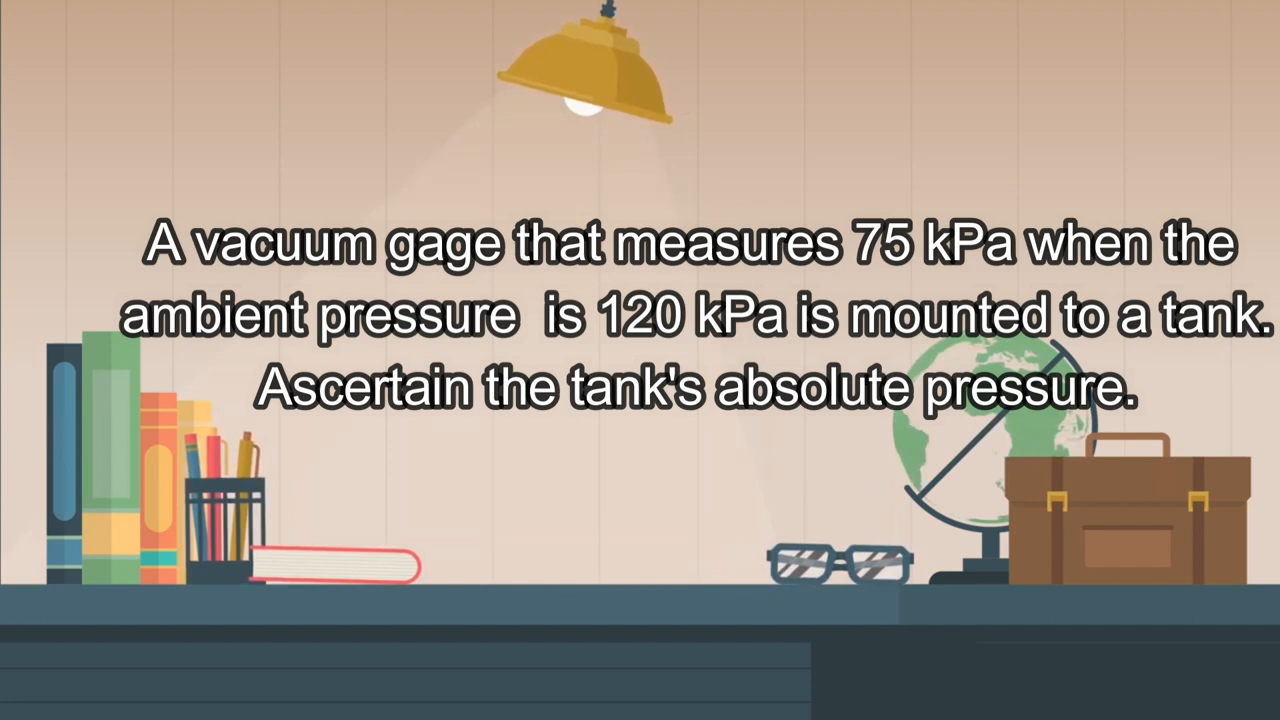 A vacuum gage that measures 75 kPa when the
ambient pressure  is 120 kPa is mounted to a tank.
Ascertain the tank's absolute pressure.